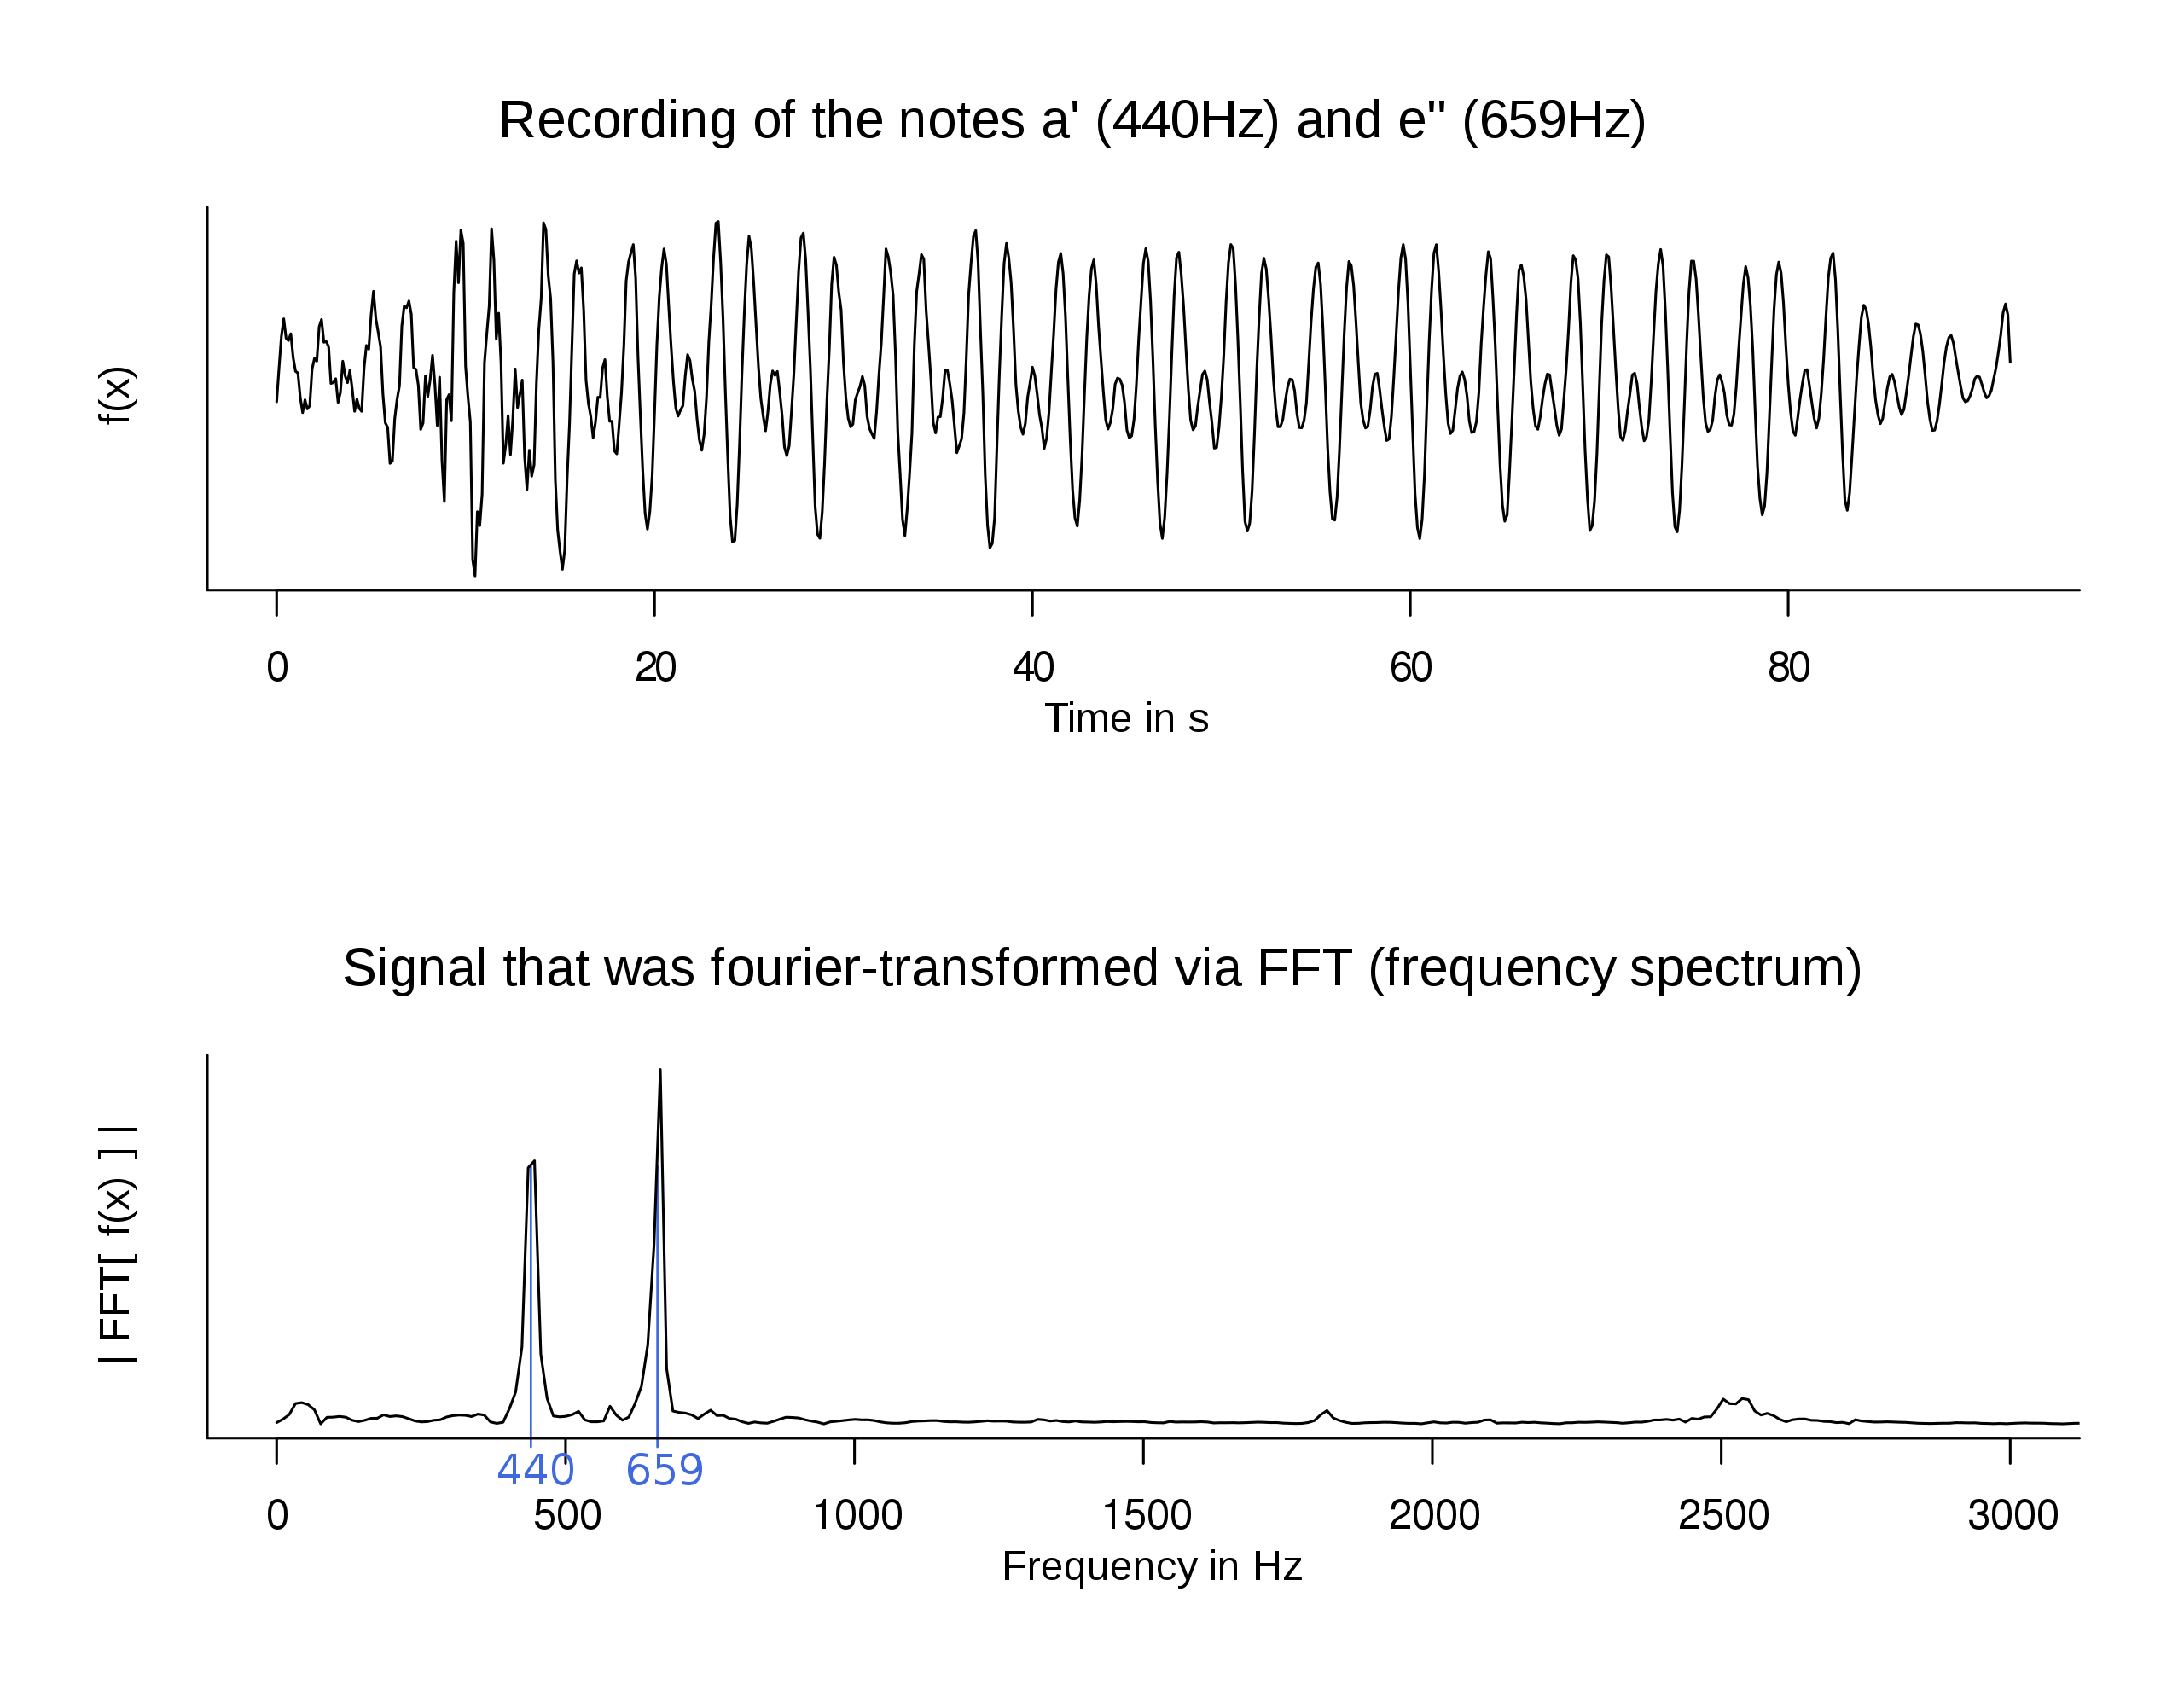 Recording of the notes a' (440Hz) and e'' (659Hz)
f(x)
0 20 40 60 80
Time in s
Signal that was fourier-transformed via FFT (frequency spectrum)
| FFT[ f(x) ] |
440 659
0 500 1000 1500 2000 2500 3000
Frequency in Hz